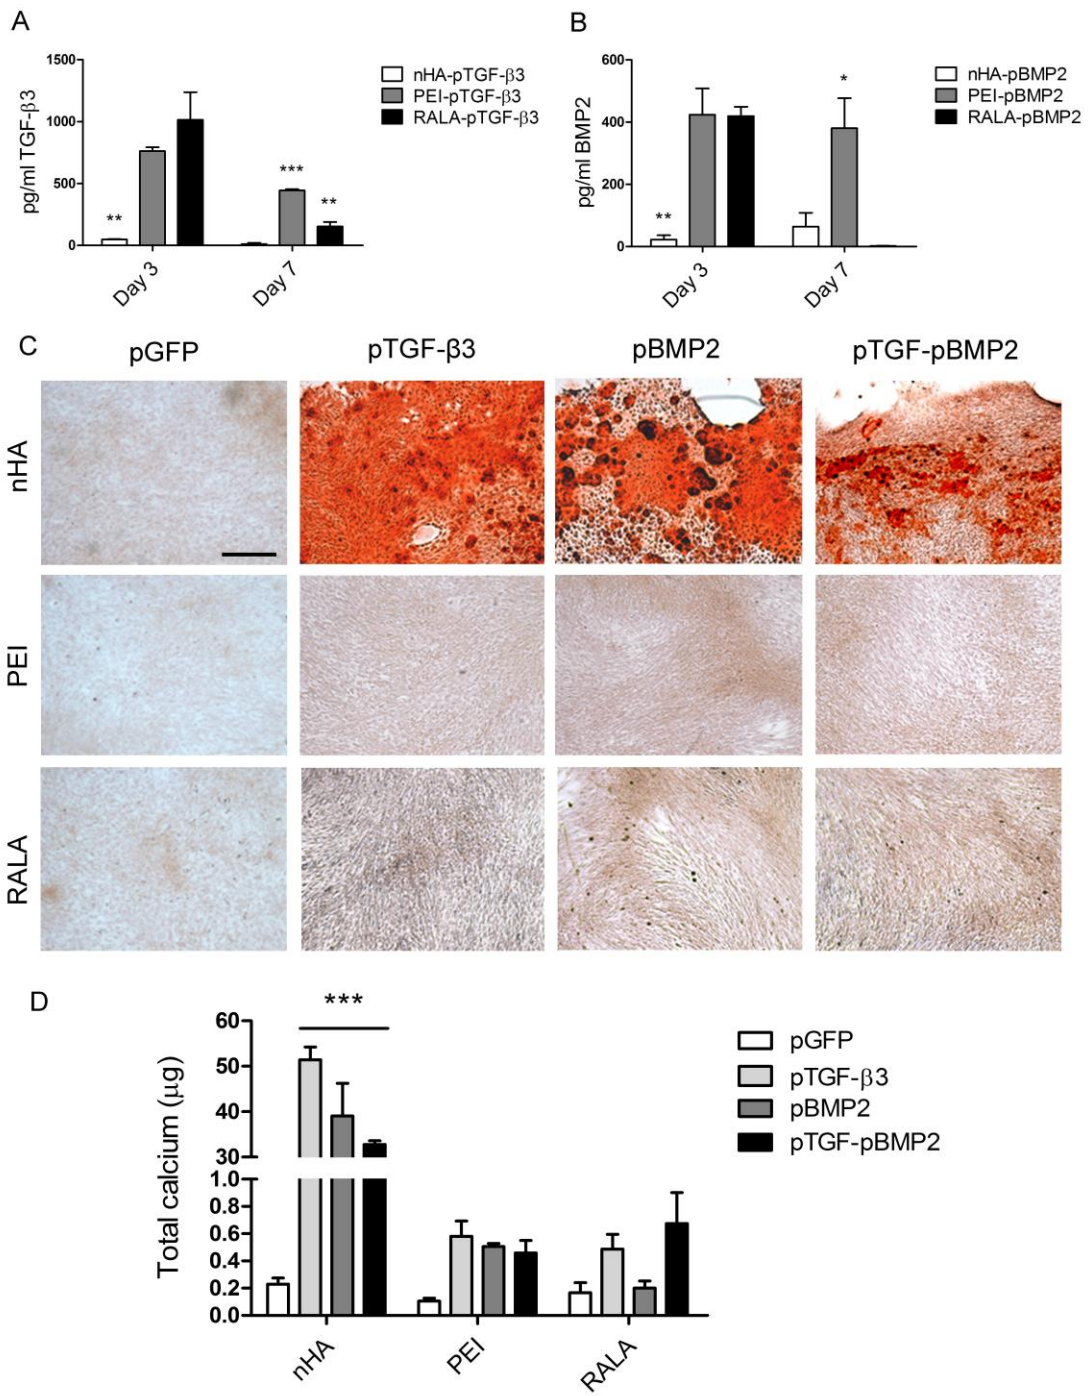 A
1500
1000
500
0
pg/ml TGF-β3
**
***
**
Day 3
Day 7
nHA-pTGF-β3
PEI-pTGF-β3
RALA-pTGF-β3
B
600
400
200
0
pg/ml BMP2
**
*
Day 3
Day 7
nHA-pBMP2
PEI-pBMP2
RALA-pBMP2
C
pGFP
pTGF-β3
pBMP2
pTGF-pBMP2
nHA
PEI
RALA
D
***
60
50
40
30
1.0
0.8
0.6
0.4
0.2
0.0
Total calcium (µg)
nHA
PEI
RALA
pGFP
pTGF-β3
pBMP2
pTGF-pBMP2